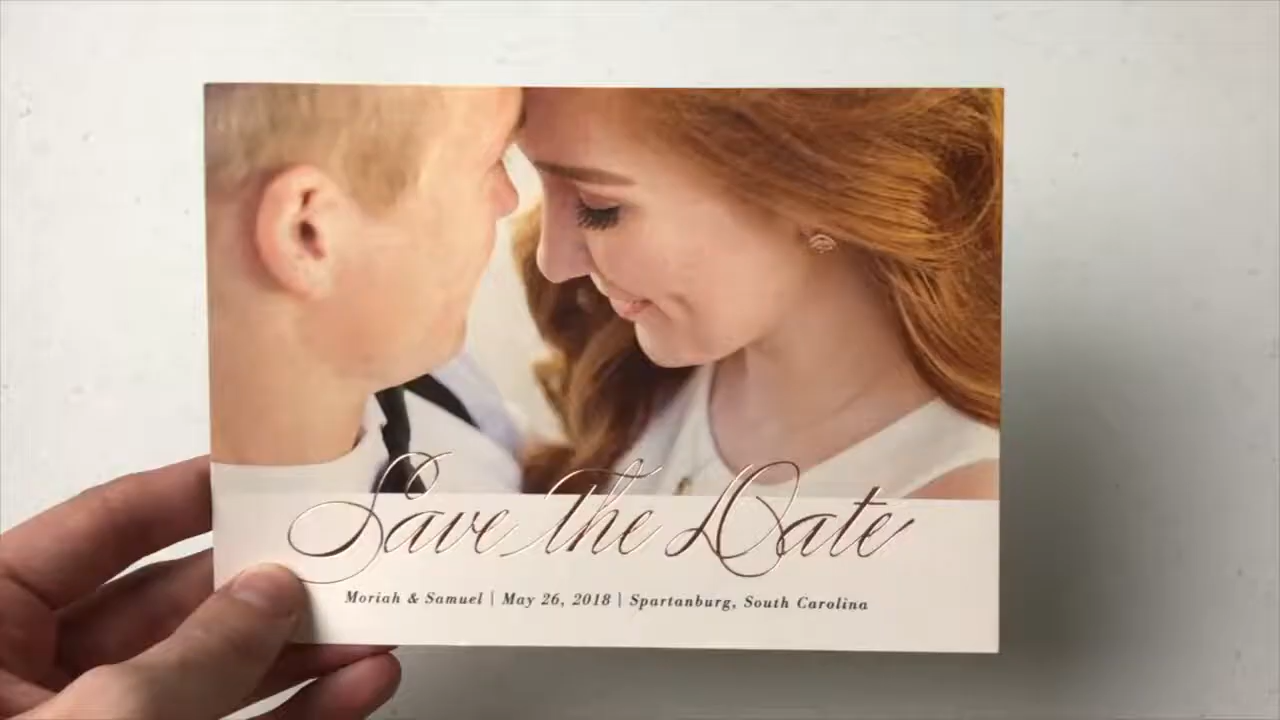 Save the Date
Moriah & Samuel | May 26, 2018 | Spartanburg, South Carolina